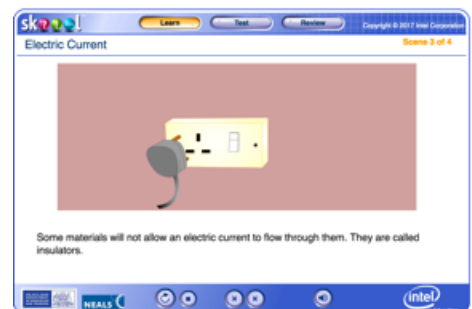 skoool
Learn
Test
Review
Copyright © 2017 Intel Corporation
Electric Current
Scene 3 of 4
Some materials will not allow an electric current to flow through them. They are called
insulators.
NEALS
intel